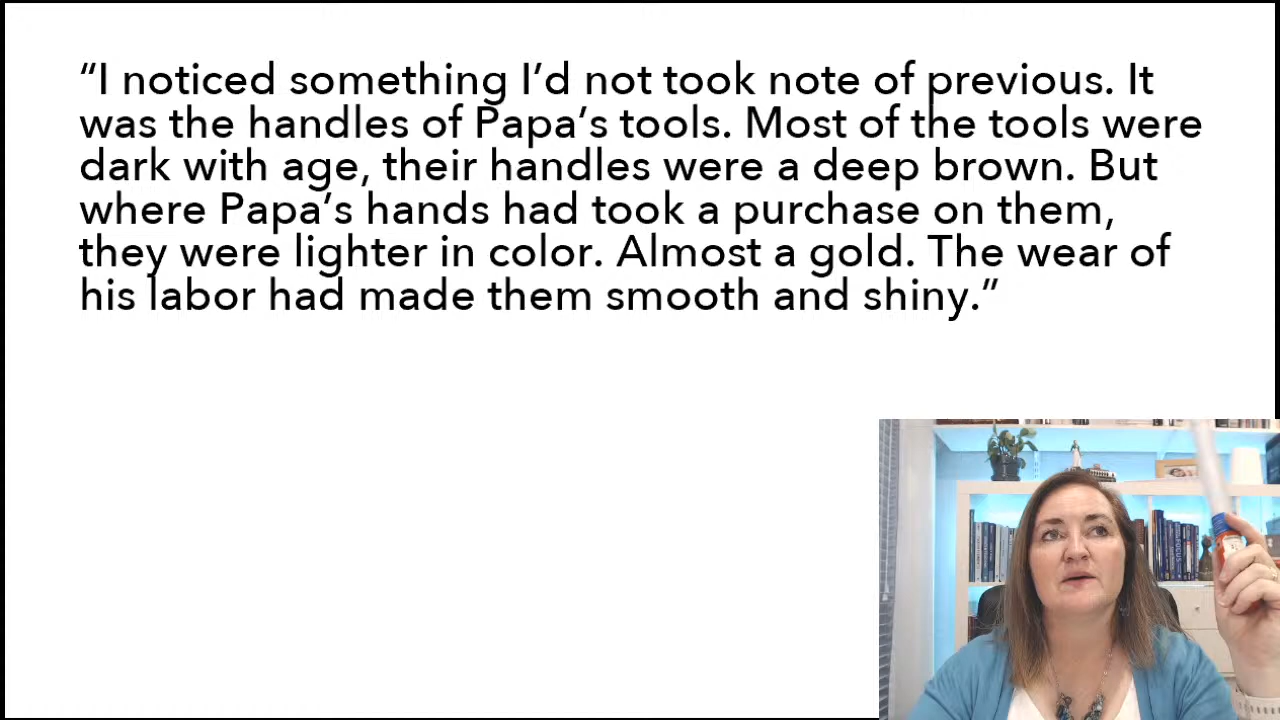 “I noticed something I’d not took note of previous. It
was the handles of Papa’s tools. Most of the tools were
dark with age, their handles were a deep brown. But
where Papa’s hands had took a purchase on them,
they were lighter in color. Almost a gold. The wear of
his labor had made them smooth and shiny.”
FOCUS